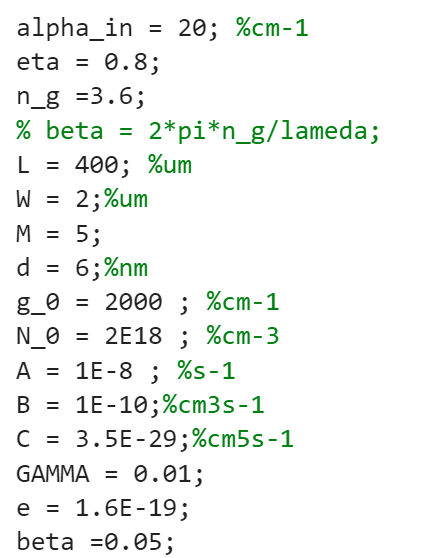 alpha_in = 20; %cm-1
eta = 0.8;
n_g =3.6;
% beta = 2*pi*n_g/lameda;
L = 400; %um
W = 2;%um
M = 5;
d = 6;%nm
g_0 = 2000 ; %cm-1
N_0 = 2E18 ; %cm-3
A = 1E-8 ; %s-1
B = 1E-10;%cm3s-1
C = 3.5E-29;%cm5s-1
GAMMA = 0.01;
e = 1.6E-19;
beta =0.05;